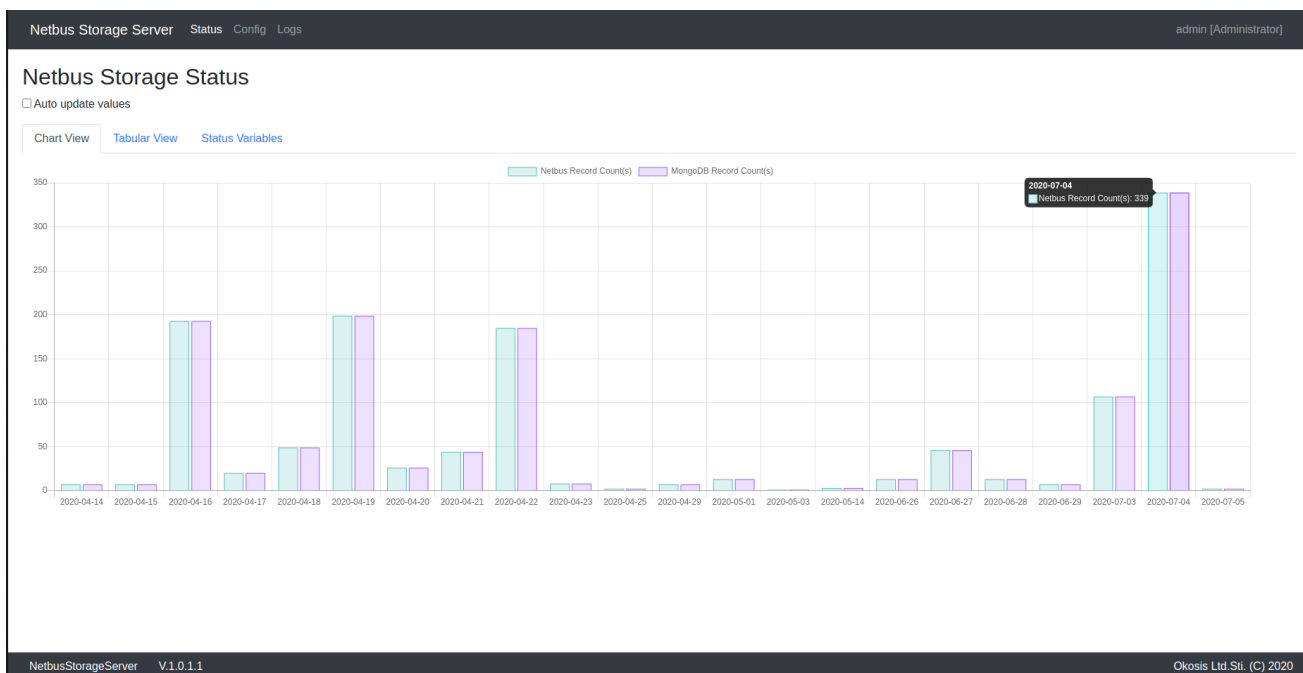 Netbus Storage Server Status Config Logs admin [Administrator]
Netbus Storage Status
Auto update values
Chart View Tabular View Status Variables
Netbus Record Count(s) MongoDB Record Count(s)
350
2020-07-04
Netbus Record Count(s): 339
300
250
200
150
100
50
0
2020-04-14 2020-04-15 2020-04-16 2020-04-17 2020-04-18 2020-04-19 2020-04-20 2020-04-21 2020-04-22 2020-04-23 2020-04-25 2020-04-29 2020-05-01 2020-05-03 2020-05-14 2020-06-26 2020-06-27 2020-06-28 2020-06-29 2020-07-03 2020-07-04 2020-07-05
NetbusStorageServer V.1.0.1.1 Okosis Ltd.Sti. (C) 2020